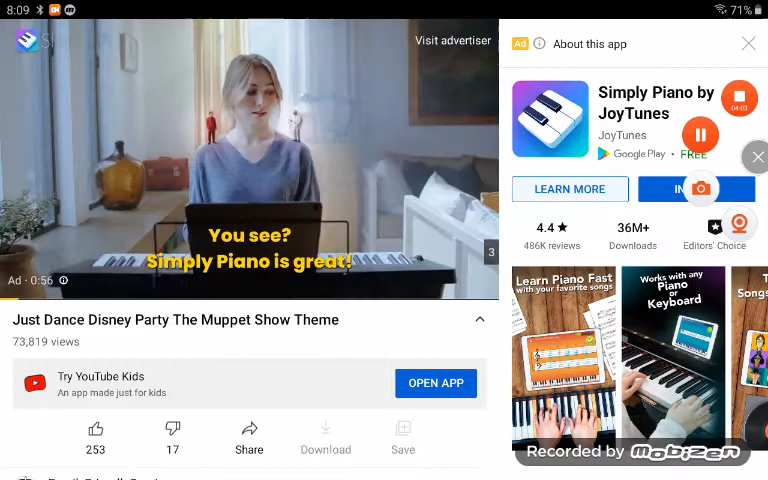 8:09
71%
Visit advertiser
You see?
Simply Piano is great!
3
Ad · 0:56
Just Dance Disney Party The Muppet Show Theme
73,819 views
Try YouTube Kids
An app made just for kids
OPEN APP
253
17
Share
Download
Save
Ad
About this app
Simply Piano by
JoyTunes
JoyTunes
Google Play • FREE
04:03
LEARN MORE
4.4★
486K reviews
36M+
Downloads
Editors' Choice
Learn Piano Fast
with your favorite songs
Works with any
Piano
or
Keyboard
Recorded by
Mobizen